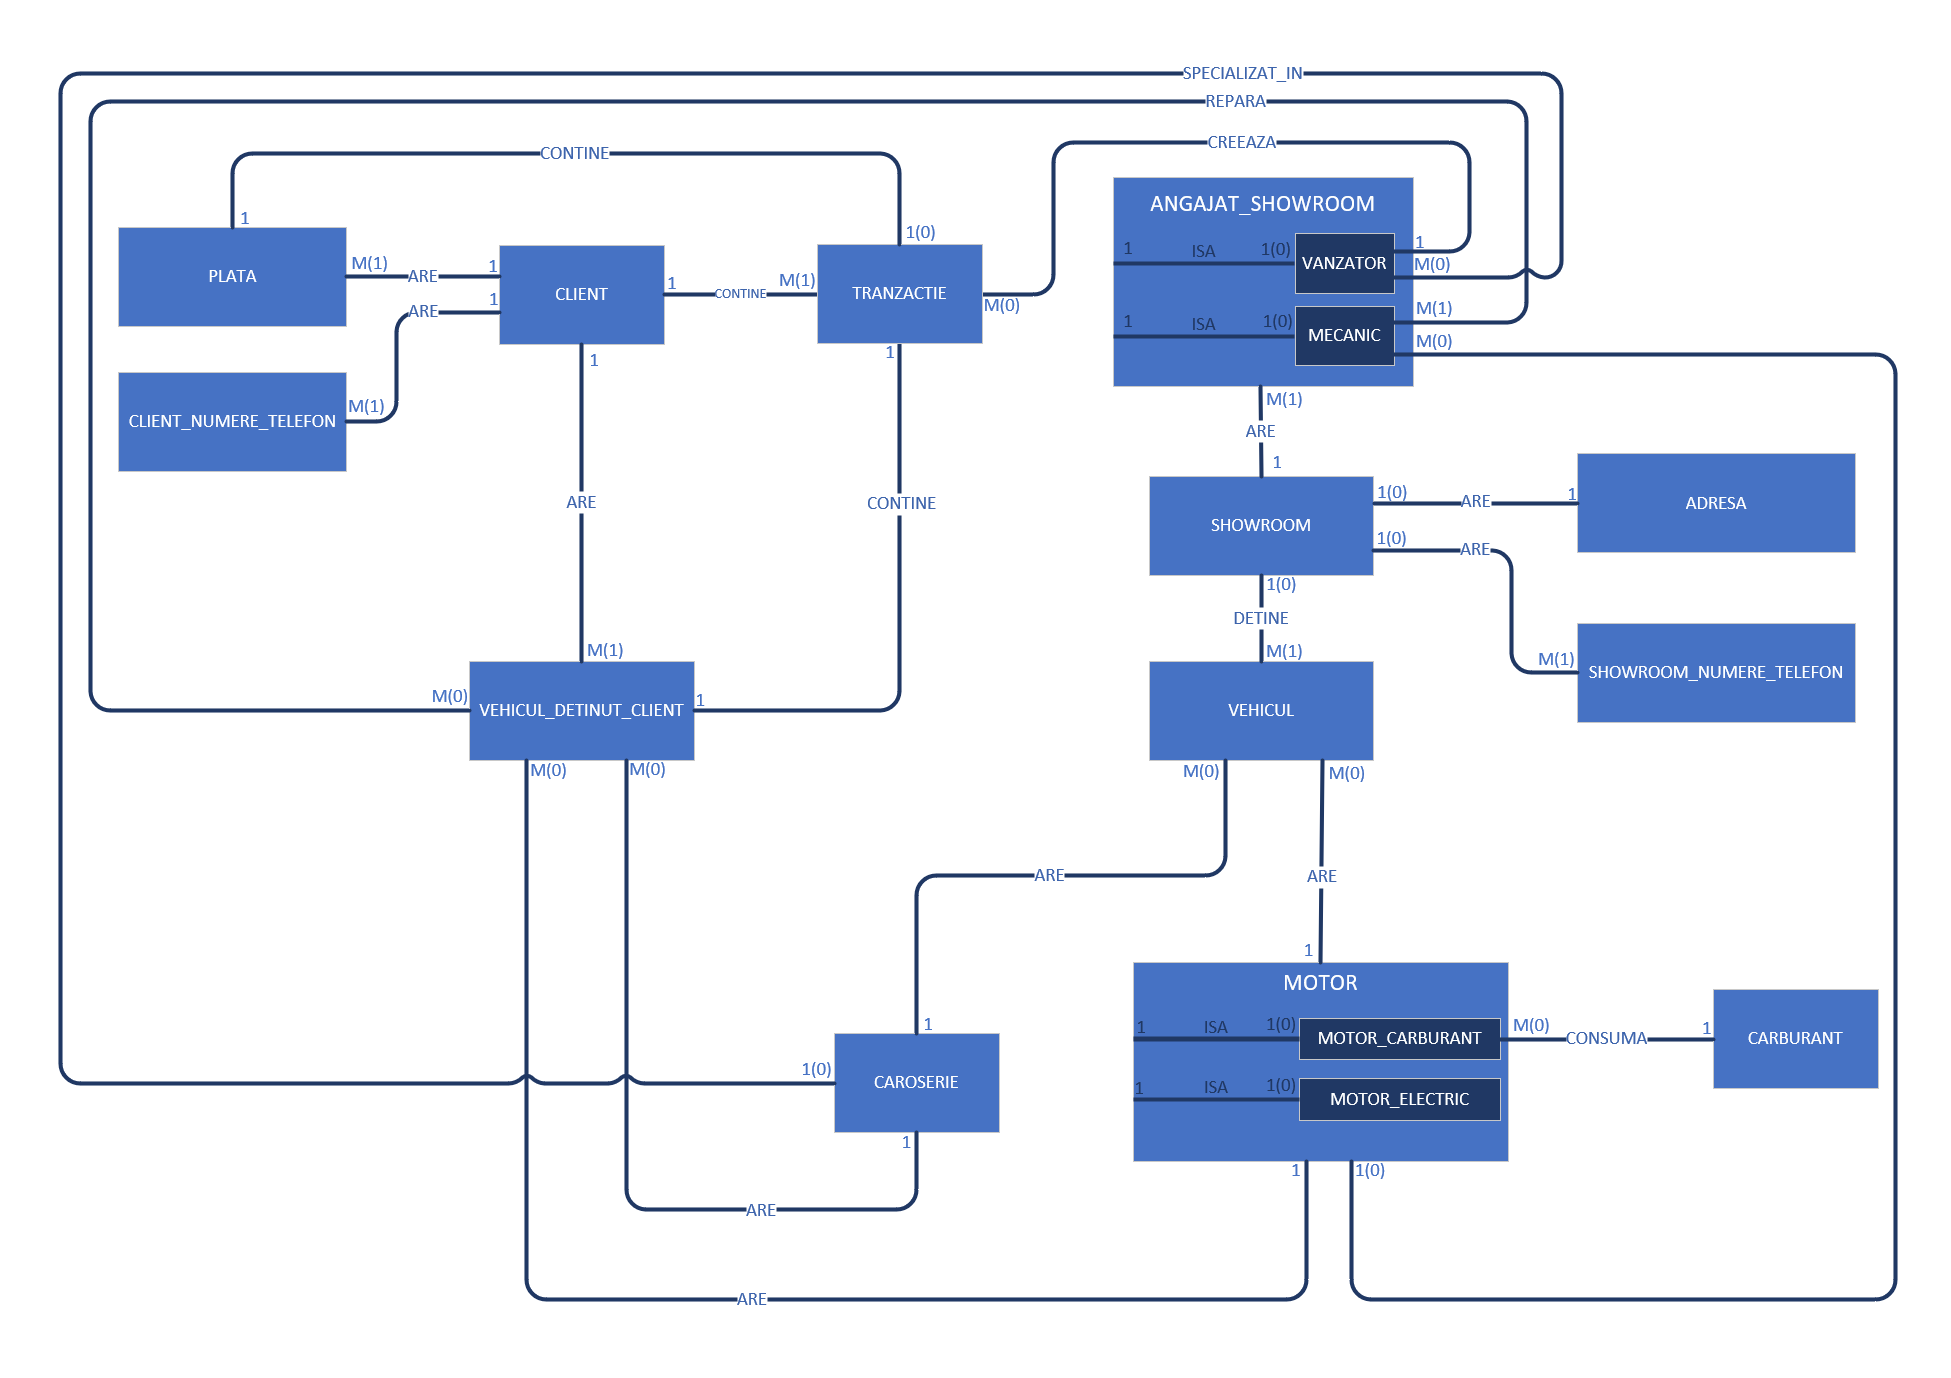 SPECIALIZAT_IN
REPARA
CREEAZA
CONTINE
ANGAJAT_SHOWROOM
1
1(0)
1
ISA
1(0)
VANZATOR
1
M(0)
PLATA
M(1)
ARE
1
CLIENT
1
CONTINE
M(1)
TRANZACTIE
M(0)
1
ARE
1
ISA
1(0)
MECANIC
M(1)
M(0)
1
1
CLIENT_NUMERE_TELEFON
M(1)
M(1)
ARE
1
SHOWROOM
1(0)
ARE
1
ADRESA
ARE
CONTINE
1(0)
ARE
1(0)
DETINE
M(1)
M(1)
M(1)
SHOWROOM_NUMERE_TELEFON
M(0)
VEHICUL_DETINUT_CLIENT
1
VEHICUL
M(0)
M(0)
M(0)
M(0)
ARE
ARE
1
MOTOR
1
1
ISA
1(0)
MOTOR_CARBURANT
M(0)
CONSUMA
1
CARBURANT
1(0)
CAROSERIE
1
ISA
1(0)
MOTOR_ELECTRIC
1
1
1(0)
ARE
ARE